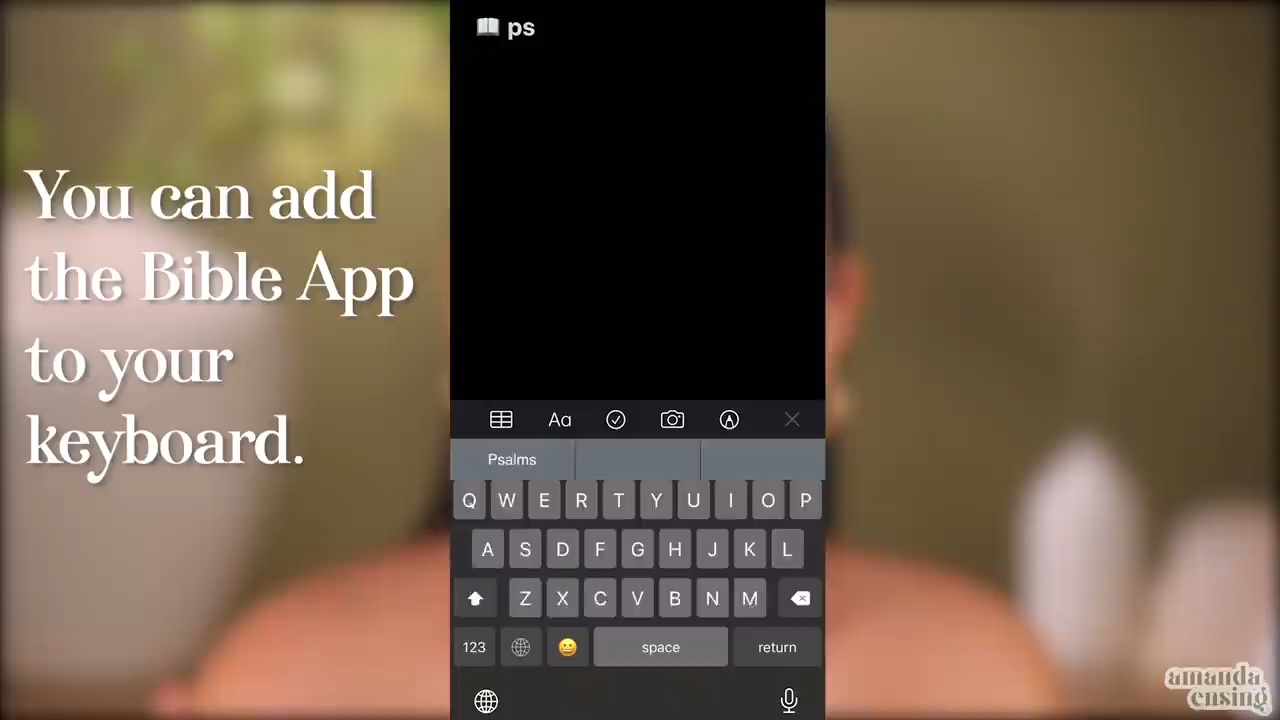 📖 ps
You can add
the Bible App
to your
keyboard.
Aa
Psalms
Q W E R T Y U I O P
A S D F G H J K L
Z X C V B N M
123 space return
amanda
ensing